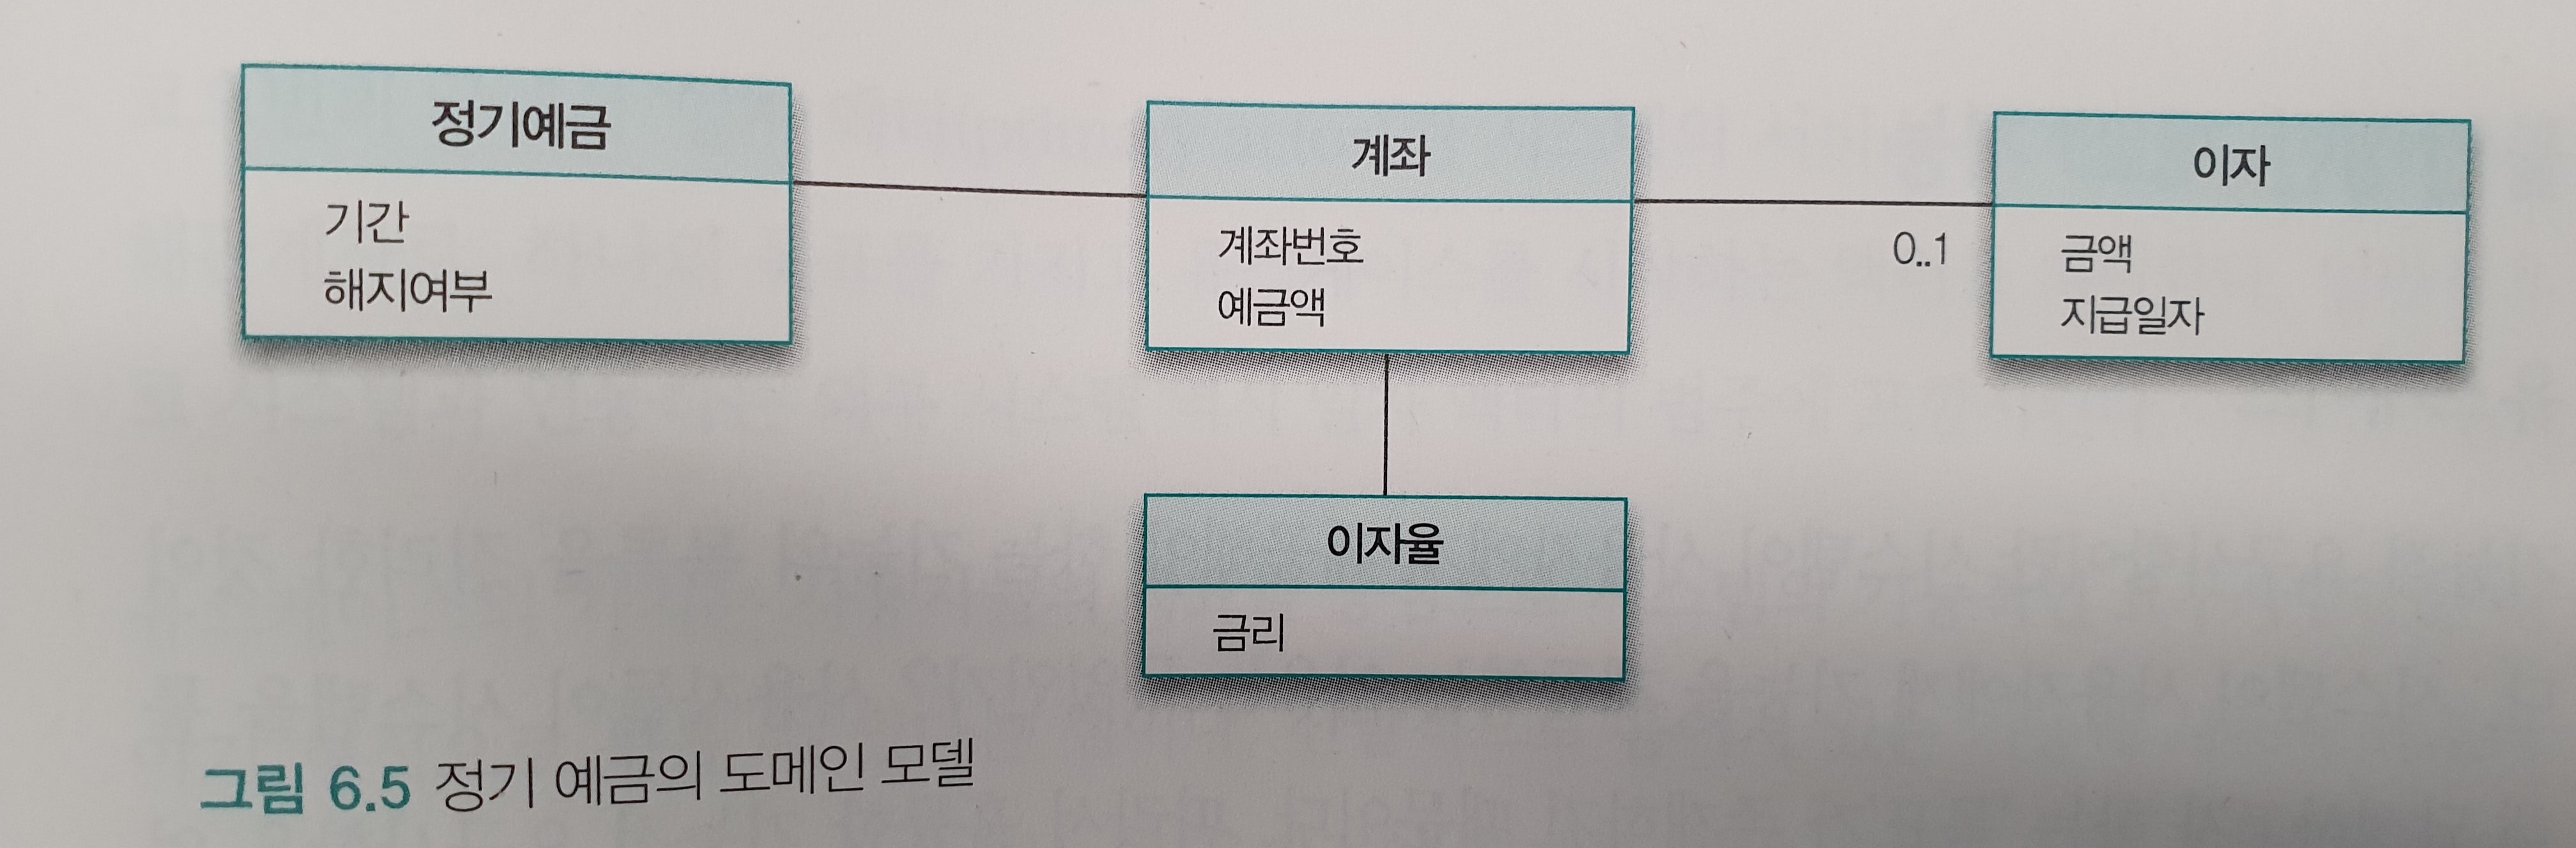 정기예금
기간
해지여부
계좌
계좌번호
예금액
0..1
이자
금액
지급일자
이자율
금리
그림 6.5 정기 예금의 도메인 모델